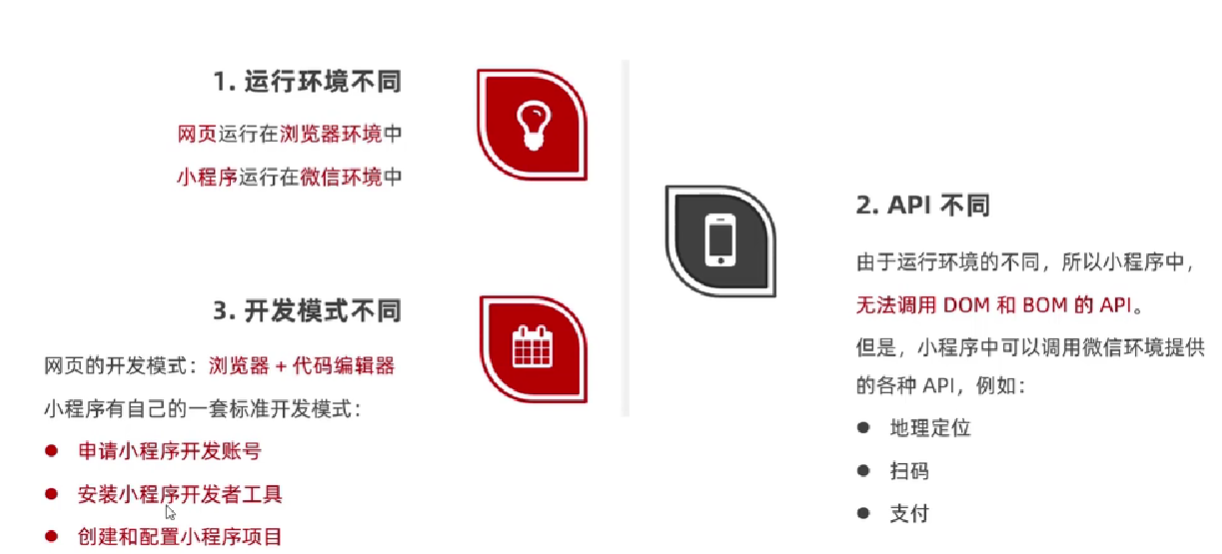 1. 运行环境不同
网页运行在浏览器环境中
小程序运行在微信环境中
2. API 不同
由于运行环境的不同，所以小程序中，
无法调用 DOM 和 BOM 的 API。
但是，小程序中可以调用微信环境提供
的各种 API，例如：
● 地理定位
● 扫码
● 支付
3. 开发模式不同
网页的开发模式：浏览器 + 代码编辑器
小程序有自己的一套标准开发模式：
● 申请小程序开发账号
● 安装小程序开发者工具
● 创建和配置小程序项目